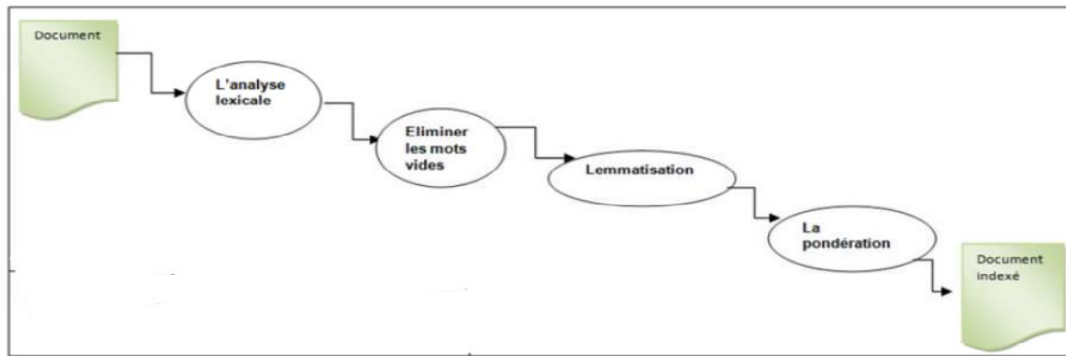 Document
L'analyse
lexicale
Eliminer
les mots
vides
Lemmatisation
La
pondération
Document
indexé